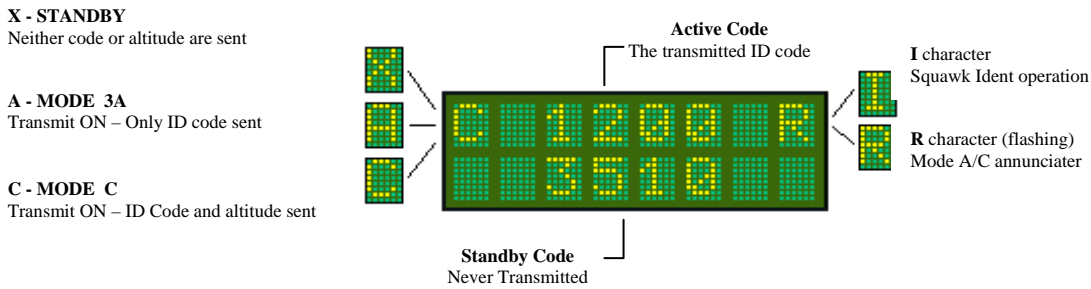 X - STANDBY
Neither code or altitude are sent
A - MODE 3A
Transmit ON – Only ID code sent
C - MODE C
Transmit ON – ID Code and altitude sent
X
A
C
Active Code
The transmitted ID code
C 1200 R
3510
Standby Code
Never Transmitted
I
R
I character
Squawk Ident operation
R character (flashing)
Mode A/C annunciater